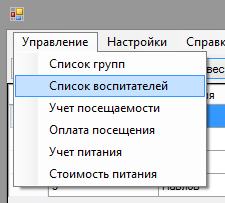 Управление Настройки Справк
Список групп
Список воспитателей
Учет посещаемости
Оплата посещения
Учет питания
Стоимость питания